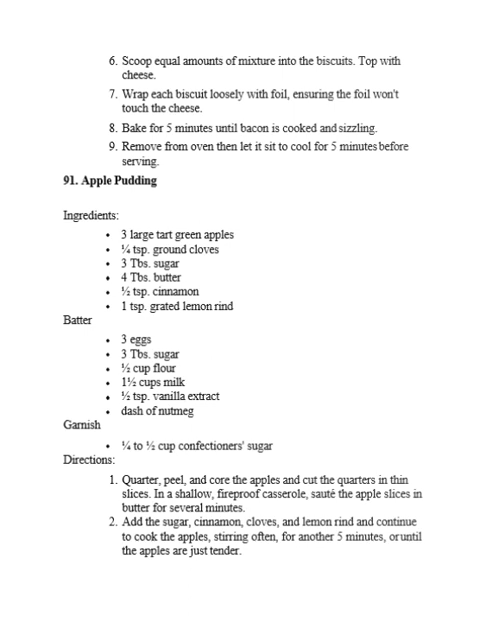 6. Scoop equal amounts of mixture into the biscuits. Top with
cheese.
7. Wrap each biscuit loosely with foil, ensuring the foil won't
touch the cheese.
8. Bake for 5 minutes until bacon is cooked and sizzling.
9. Remove from oven then let it sit to cool for 5 minutes before
serving.
91. Apple Pudding
Ingredients:
• 3 large tart green apples
• ¼ tsp. ground cloves
• 3 Tbs. sugar
• 4 Tbs. butter
• ½ tsp. cinnamon
• 1 tsp. grated lemon rind
Batter
• 3 eggs
• 3 Tbs. sugar
• ½ cup flour
• 1½ cups milk
• ½ tsp. vanilla extract
• dash of nutmeg
Garnish
• ¼ to ½ cup confectioners' sugar
Directions:
1. Quarter, peel, and core the apples and cut the quarters in thin
slices. In a shallow, fireproof casserole, sauté the apple slices in
butter for several minutes.
2. Add the sugar, cinnamon, cloves, and lemon rind and continue
to cook the apples, stirring often, for another 5 minutes, or until
the apples are just tender.